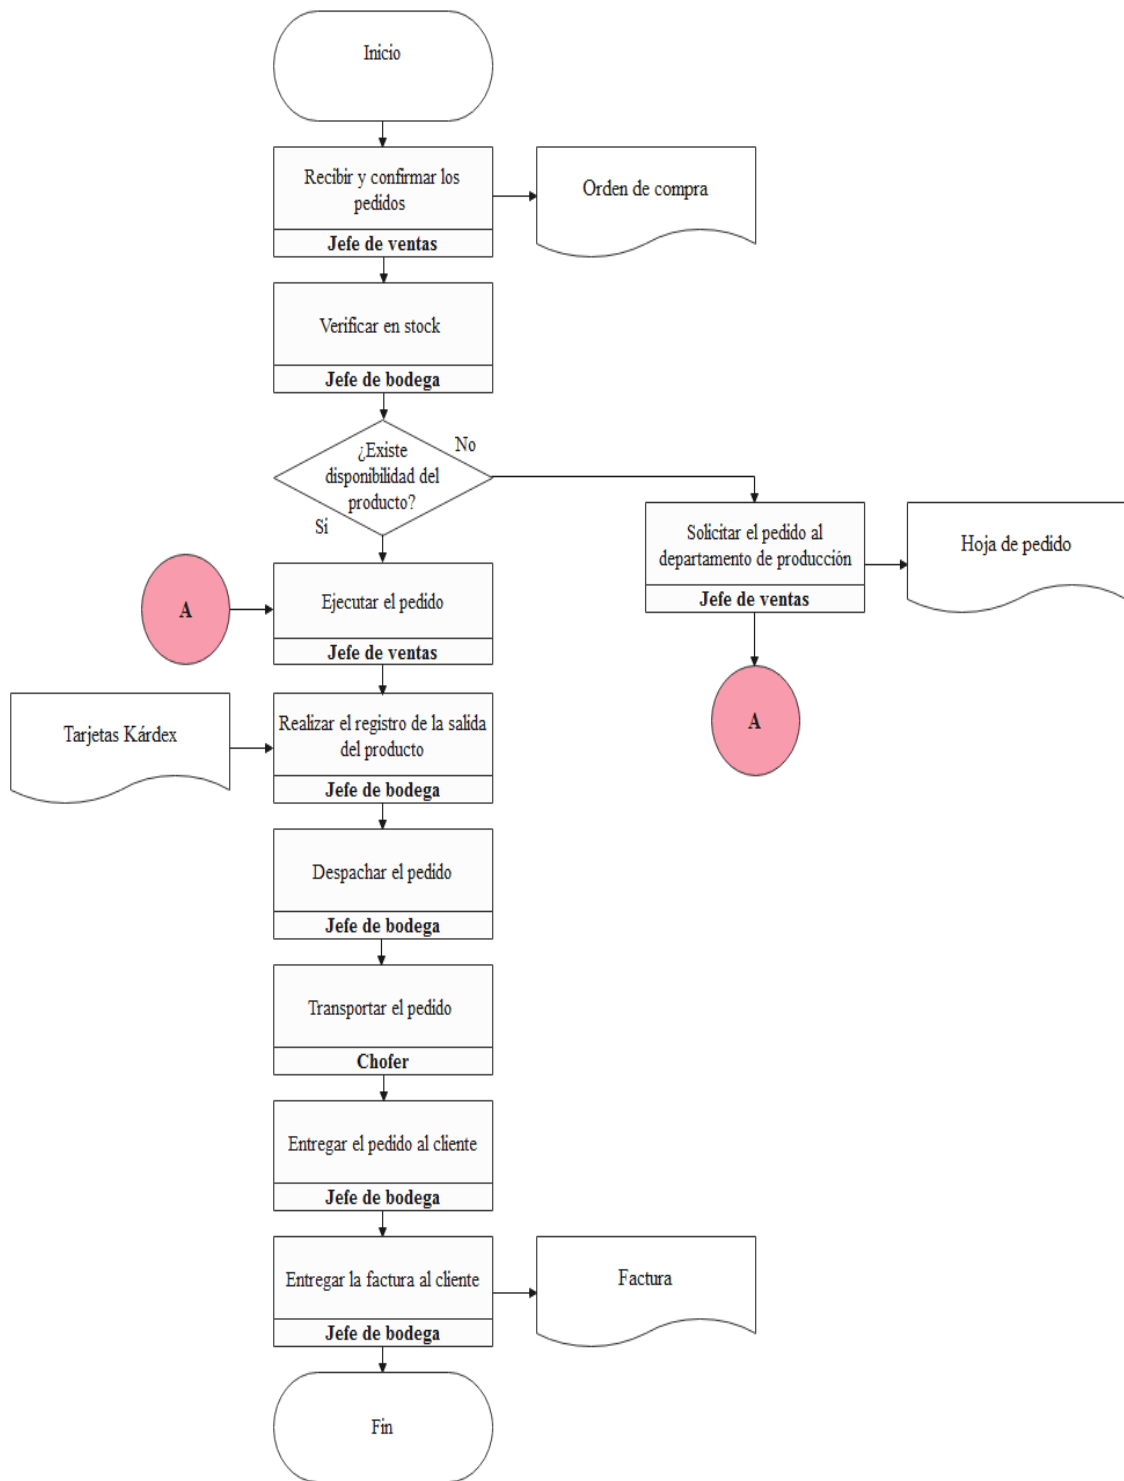 Inicio
Recibir y confirmar los
pedidos
Jefe de ventas
Orden de compra
Verificar en stock
Jefe de bodega
¿Existe
disponibilidad del
producto?
No
Si
Solicitar el pedido al
departamento de producción
Jefe de ventas
Hoja de pedido
A
Ejecutar el pedido
Jefe de ventas
A
Tarjetas Kárdex
Realizar el registro de la salida
del producto
Jefe de bodega
Despachar el pedido
Jefe de bodega
Transportar el pedido
Chofer
Entregar el pedido al cliente
Jefe de bodega
Entregar la factura al cliente
Jefe de bodega
Factura
Fin